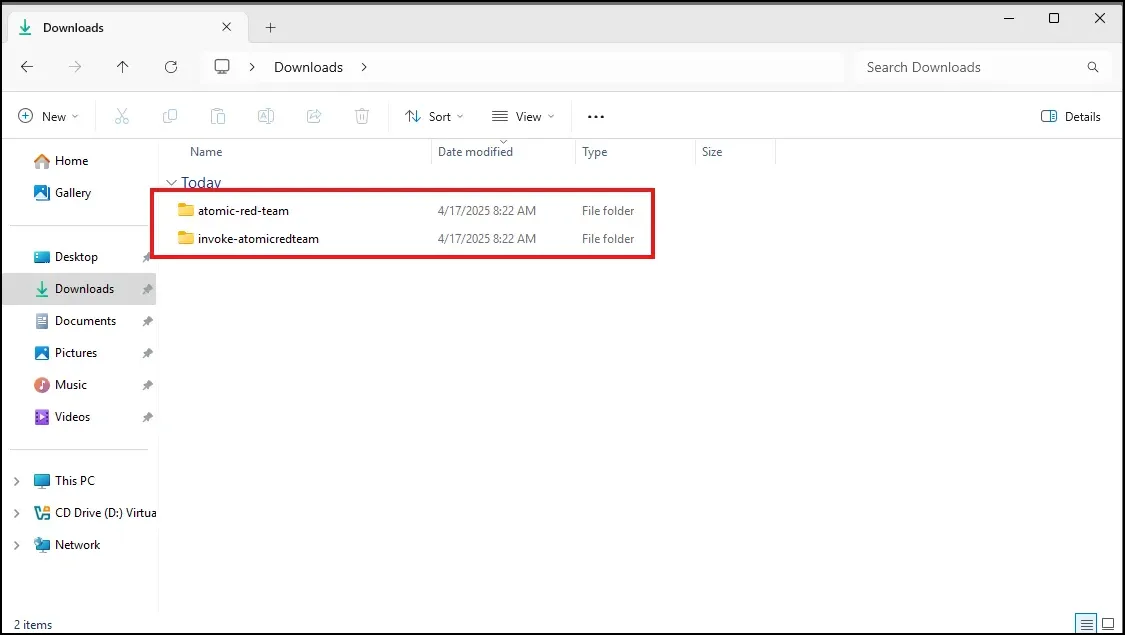 Downloads
Downloads
Search Downloads
New
Sort
View
Details
Home
Gallery
Desktop
Downloads
Documents
Pictures
Music
Videos
This PC
CD Drive (D:) Virtua
Network
Name Date modified Type Size
Today
atomic-red-team 4/17/2025 8:22 AM File folder
invoke-atomicredteam 4/17/2025 8:22 AM File folder
2 items